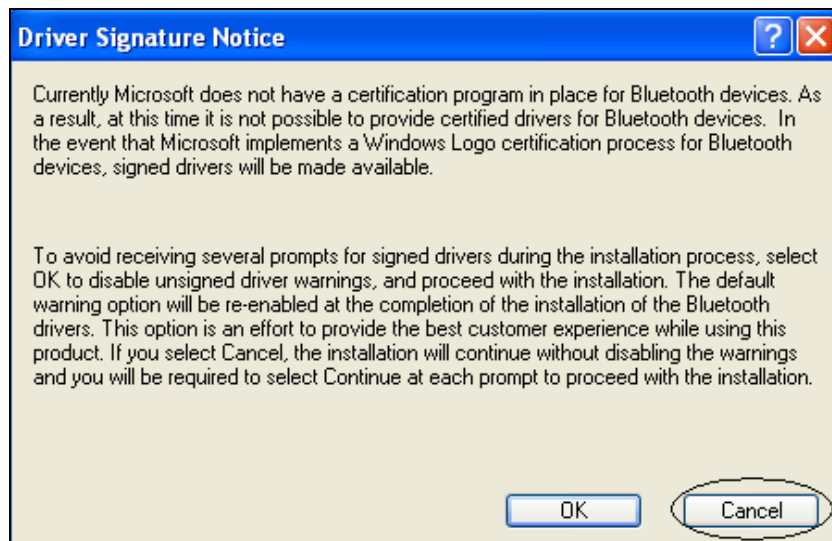 Driver Signature Notice
Currently Microsoft does not have a certification program in place for Bluetooth devices. As
a result, at this time it is not possible to provide certified drivers for Bluetooth devices.  In
the event that Microsoft implements a Windows Logo certification process for Bluetooth
devices, signed drivers will be made available.
To avoid receiving several prompts for signed drivers during the installation process, select
OK to disable unsigned driver warnings, and proceed with the installation. The default
warning option will be re-enabled at the completion of the installation of the Bluetooth
drivers. This option is an effort to provide the best customer experience while using this
product. If you select Cancel, the installation will continue without disabling the warnings
and you will be required to select Continue at each prompt to proceed with the installation.
OK Cancel